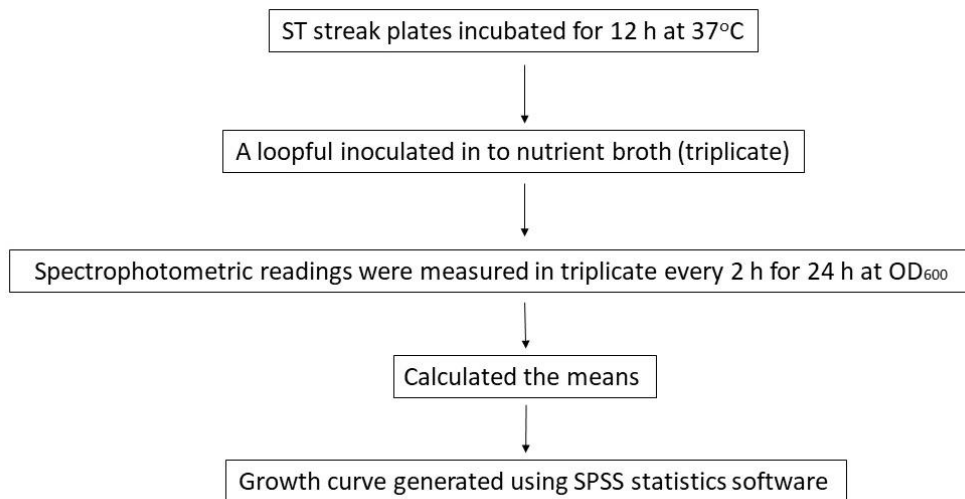 ST streak plates incubated for 12 h at 37°C
A loopful inoculated in to nutrient broth (triplicate)
Spectrophotometric readings were measured in triplicate every 2 h for 24 h at OD₆₀₀
Calculated the means
Growth curve generated using SPSS statistics software